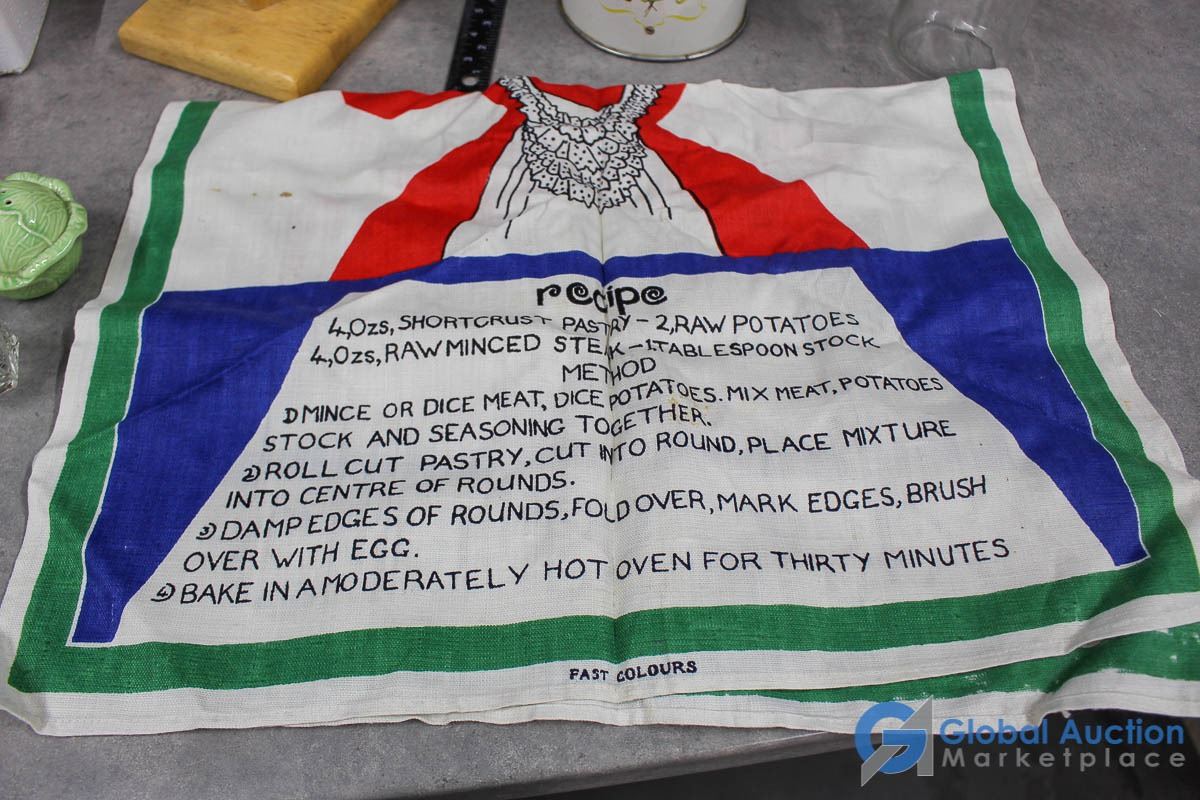 recipe
4,Ozs, SHORTCRUST PASTRY - 2, RAW POTATOES
4,Ozs, RAW MINCED STEAK - 1.TABLESPOON STOCK
METHOD
1) MINCE OR DICE MEAT, DICE POTATOES. MIX MEAT, POTATOES
STOCK AND SEASONING TOGETHER.
2) ROLL CUT PASTRY, CUT INTO ROUND, PLACE MIXTURE
INTO CENTRE OF ROUNDS.
3) DAMP EDGES OF ROUNDS, FOLD OVER, MARK EDGES, BRUSH
OVER WITH EGG.
4) BAKE IN A MODERATELY HOT OVEN FOR THIRTY MINUTES
FAST COLOURS
Global Auction
Marketplace